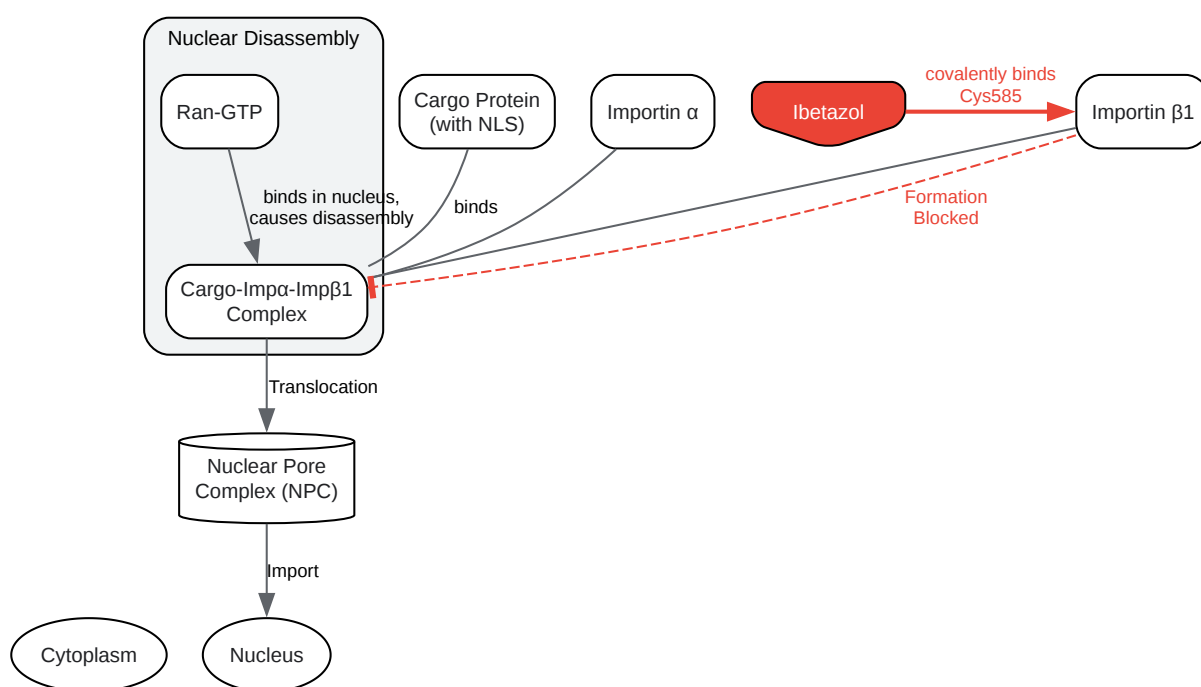 Nuclear Disassembly
Ran-GTP
Cargo Protein
(with NLS)
Importin α
Ibetazol
covalently binds
Cys585
Importin β1
binds in nucleus,
causes disassembly
binds
Formation
Blocked
Cargo-Impα-Impβ1
Complex
Translocation
Nuclear Pore
Complex (NPC)
Import
Cytoplasm
Nucleus